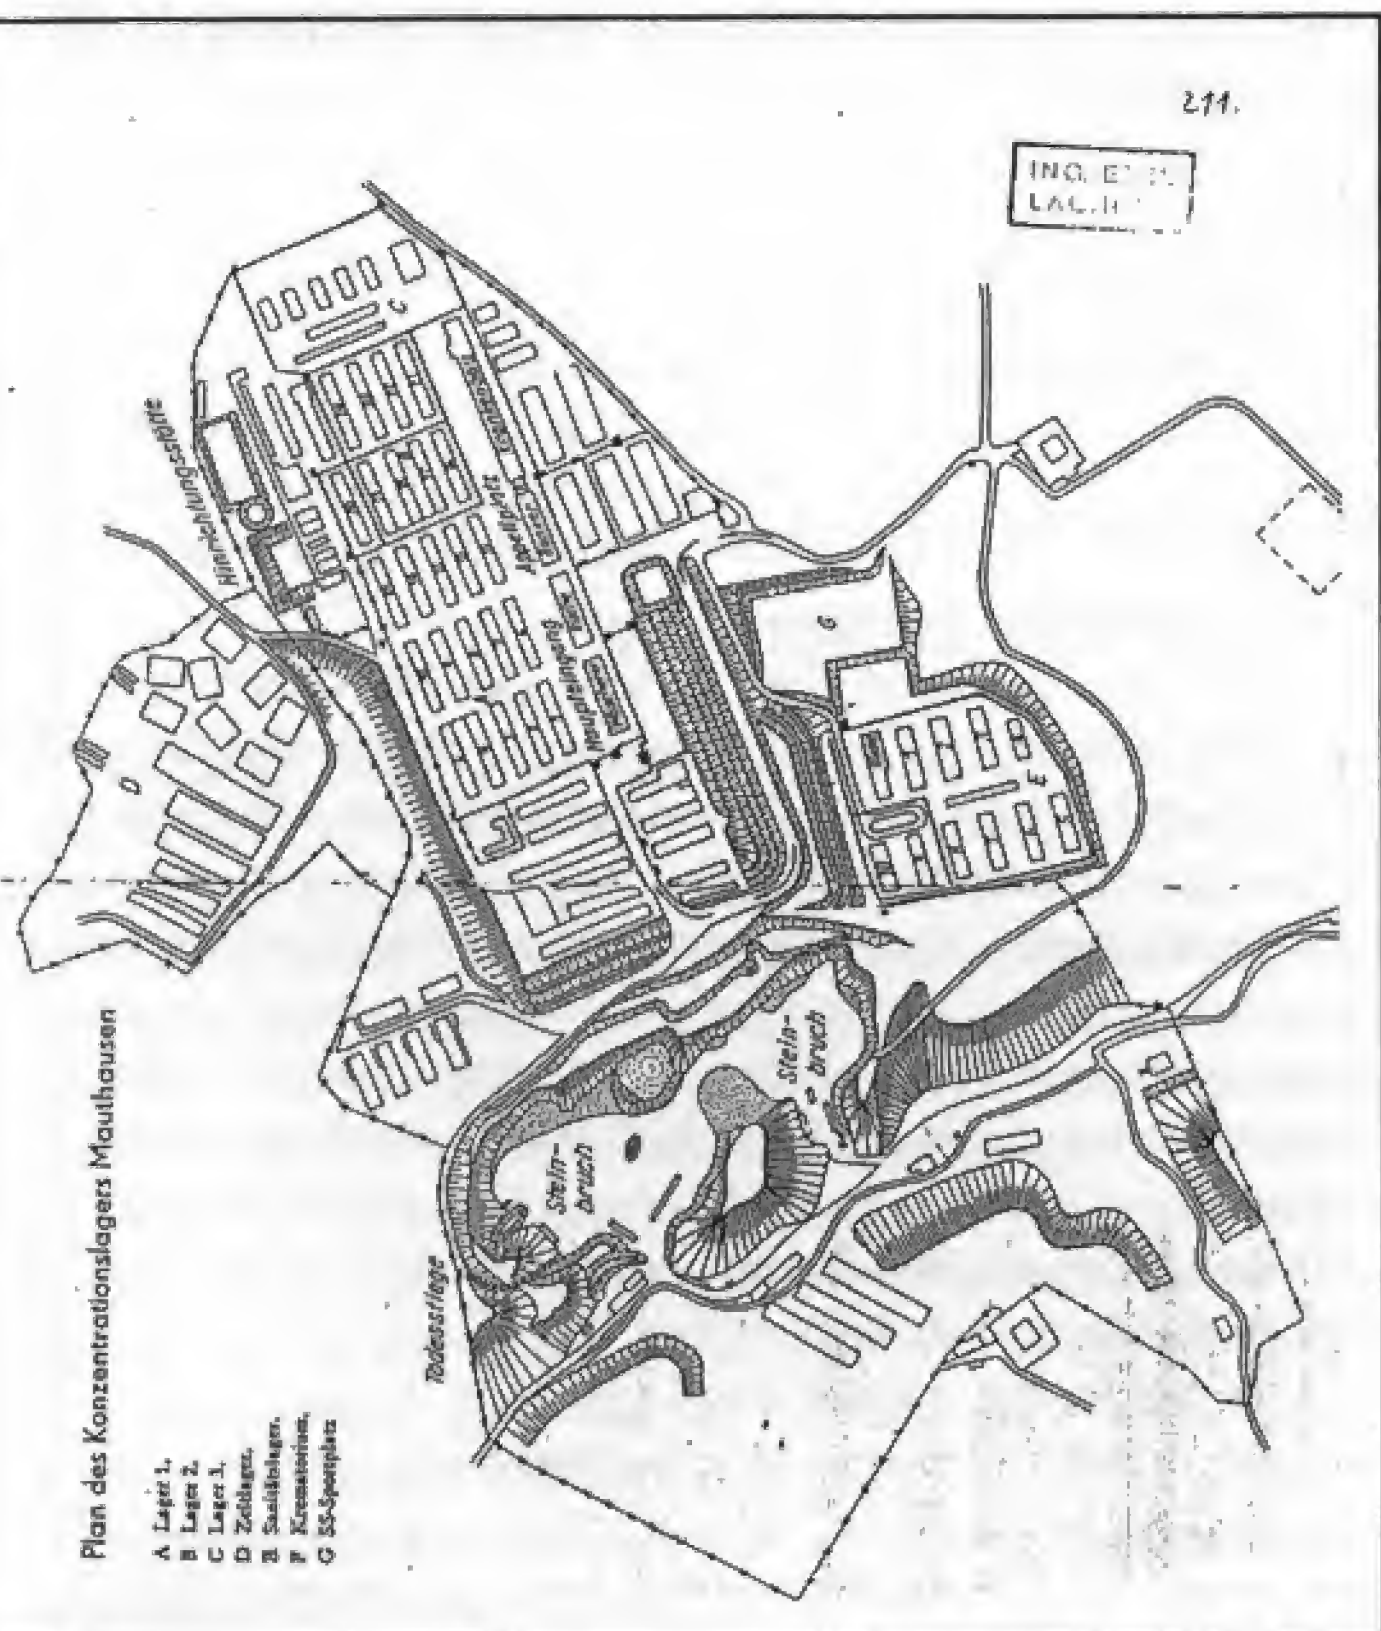 211.
Plan des Konzentrationslagers Mauthausen
A Lager 1.
B Lager 2.
C Lager 3.
D Zeltlager.
E Sanitätslager.
F Krematorium.
G SS-Sportplatz
Hinrichtungsstätte
C
Appellplatz
Haupteingang
D
G
E
Stein-
bruch
Stein-
bruch
Todesstiege